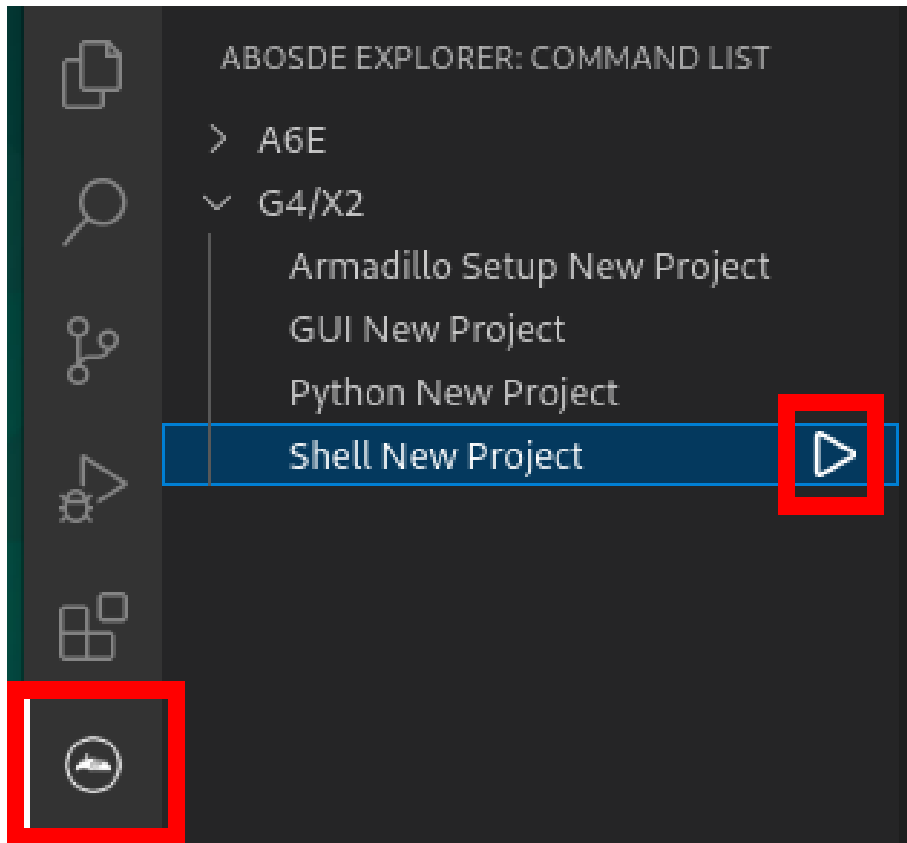 ABOSDE EXPLORER: COMMAND LIST
A6E
G4/X2
Armadillo Setup New Project
GUI New Project
Python New Project
Shell New Project